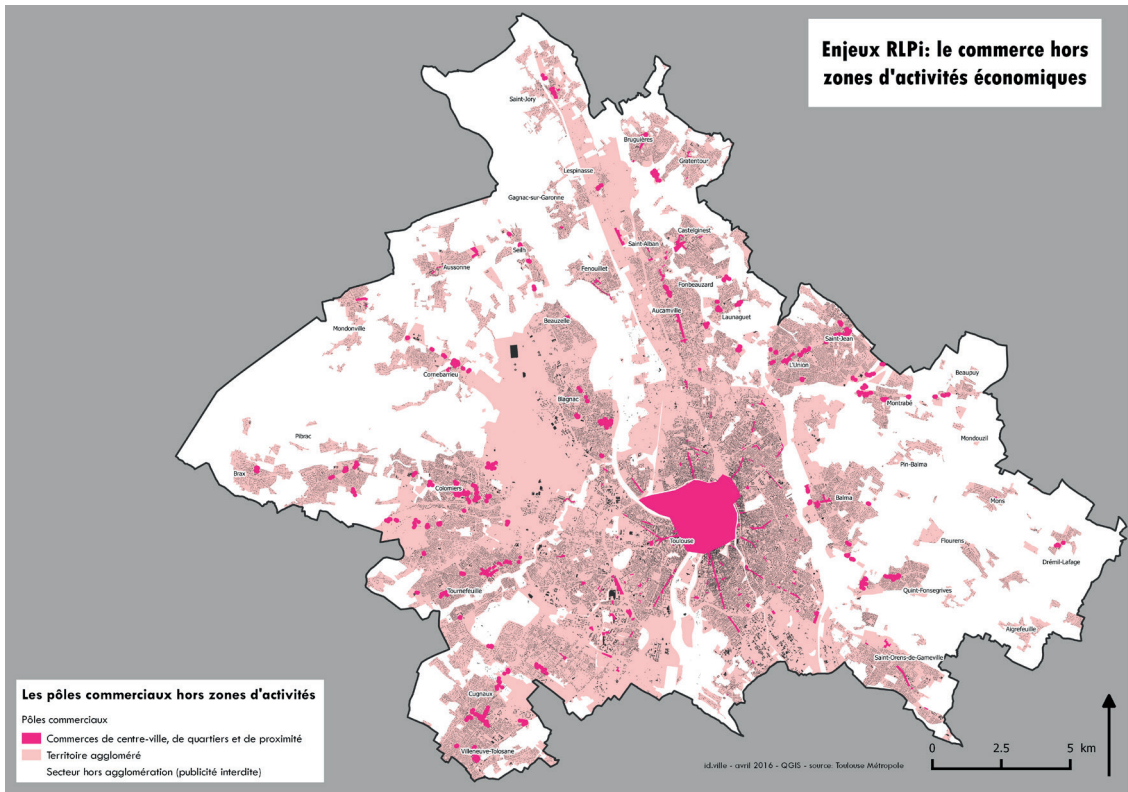 Enjeux RLPi: le commerce hors
zones d'activités économiques
Saint-Jory
Bruguières
Gratentour
Lespinasse
Gagnac-sur-Garonne
Castelginest
Saint-Alban
Seilh
Aussonne
Fenouillet
Fonbeauzard
Aucamville
Launaguet
Mondonville
Beauzelle
Saint-Jean
L'Union
Cornebarrieu
Beaupuy
Blagnac
Montrabé
Mondouzil
Pibrac
Pin-Balma
Brax
Colomiers
Balma
Mons
Toulouse
Flourens
Drémil-Lafage
Tournefeuille
Quint-Fonsegrives
Aigrefeuille
Saint-Orens-de-Gameville
Cugnaux
Villeneuve-Tolosane
Les pôles commerciaux hors zones d'activités
Pôles commerciaux
Commerces de centre-ville, de quartiers et de proximité
Territoire aggloméré
Secteur hors agglomération (publicité interdite)
id.ville - avril 2016 - QGIS - source: Toulouse Métropole
0 2.5 5 km